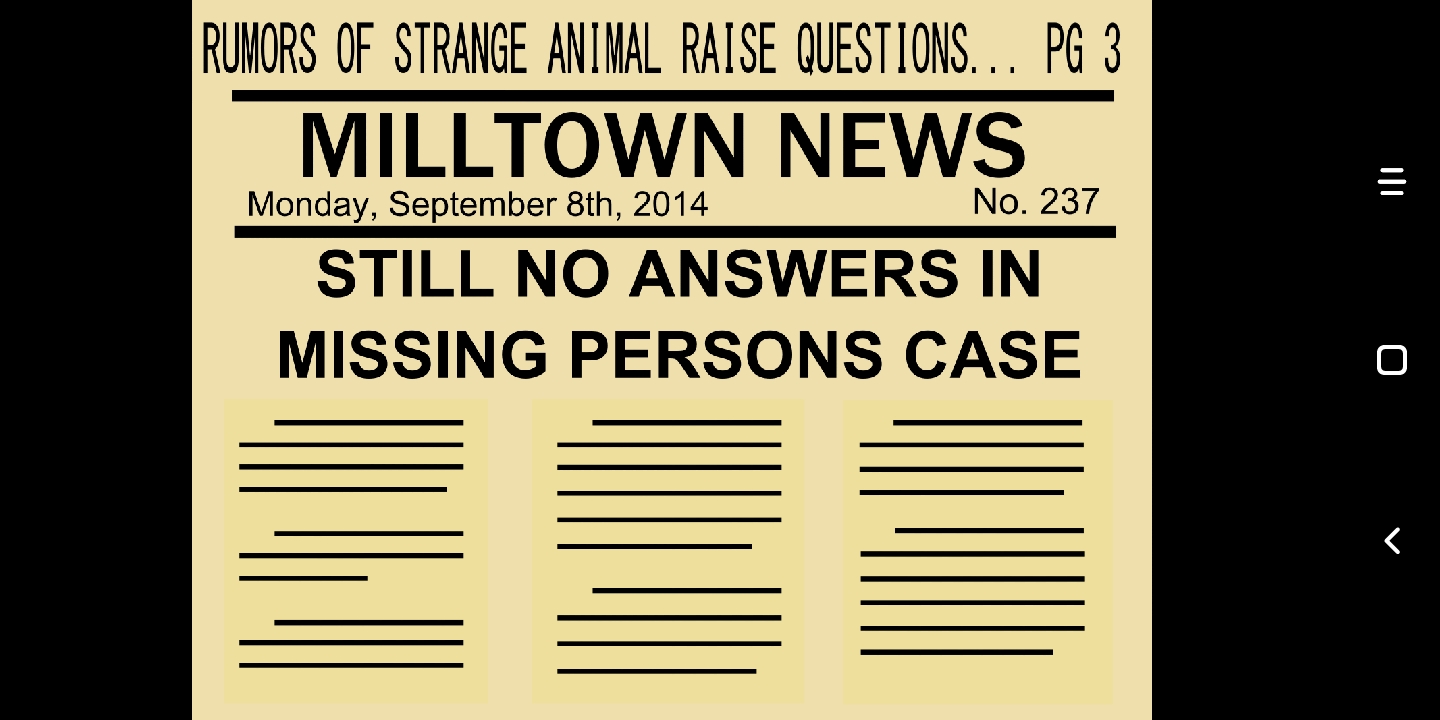 RUMORS OF STRANGE ANIMAL RAISE QUESTIONS... PG 3
MILLTOWN NEWS
Monday, September 8th, 2014
No. 237
STILL NO ANSWERS IN
MISSING PERSONS CASE